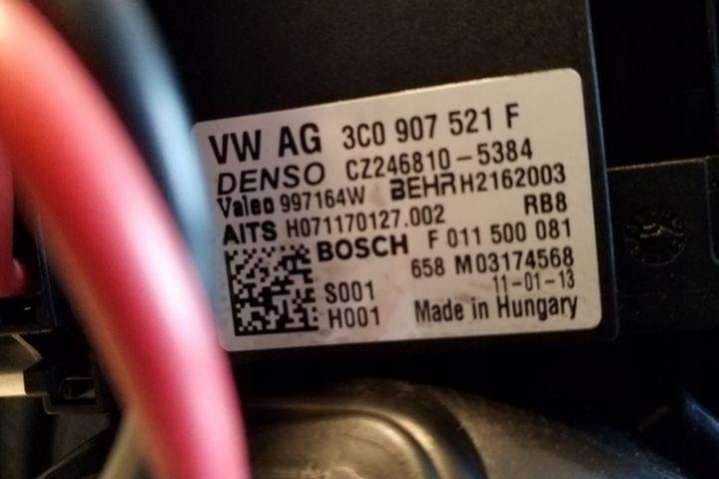 VW AG 3C0 907 521 F
DENSO CZ246810-5384
Valeo 997164W BEHR H2162003
AITS H071170127.002 RB8
BOSCH F 011 500 081
658 M03174568
S001 11-01-13
H001 Made in Hungary